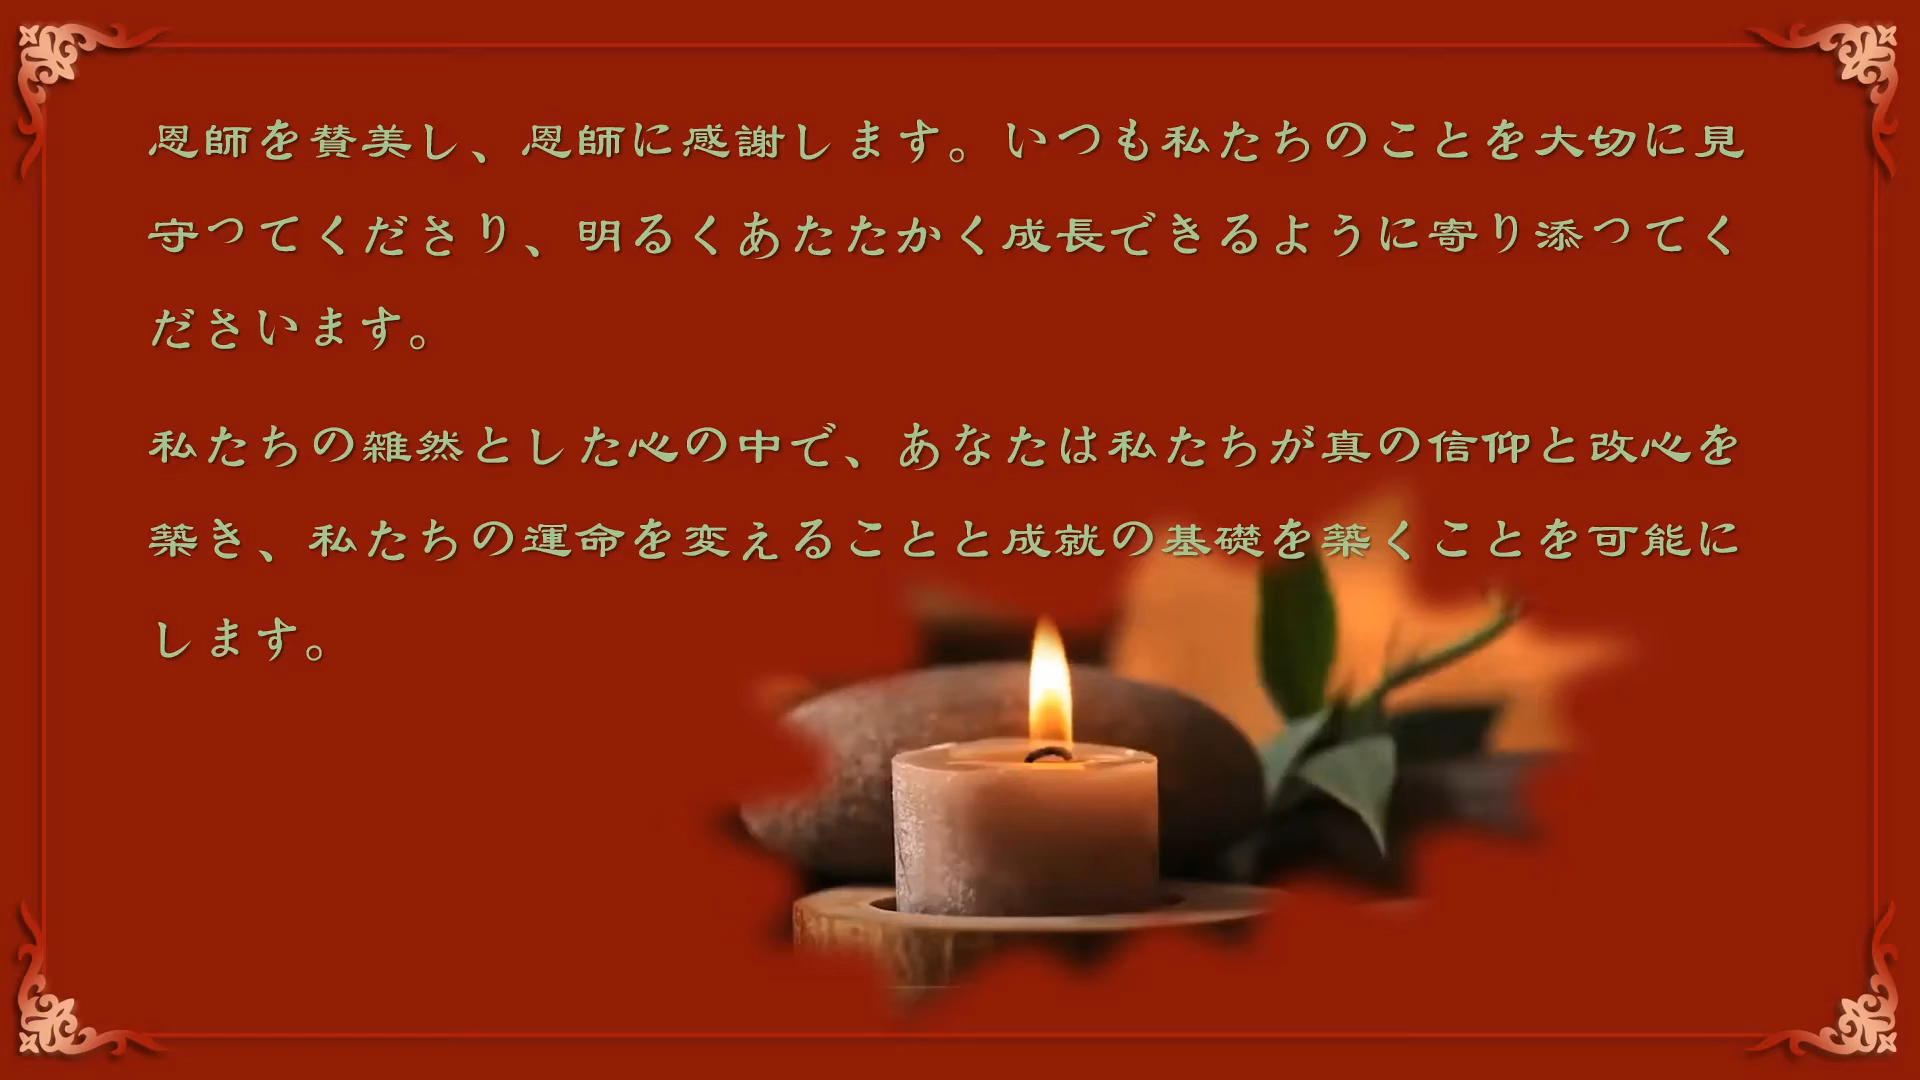 恩師を賛美し、恩師に感謝します。いつも私たちのことを大切に見
守つてくださり、明るくあたたかく成長できるように寄り添つてく
ださいます。
私たちの雑然とした心の中で、あなたは私たちが真の信仰と改心を
築き、私たちの運命を変えることと成就の基礎を築くことを可能に
します。